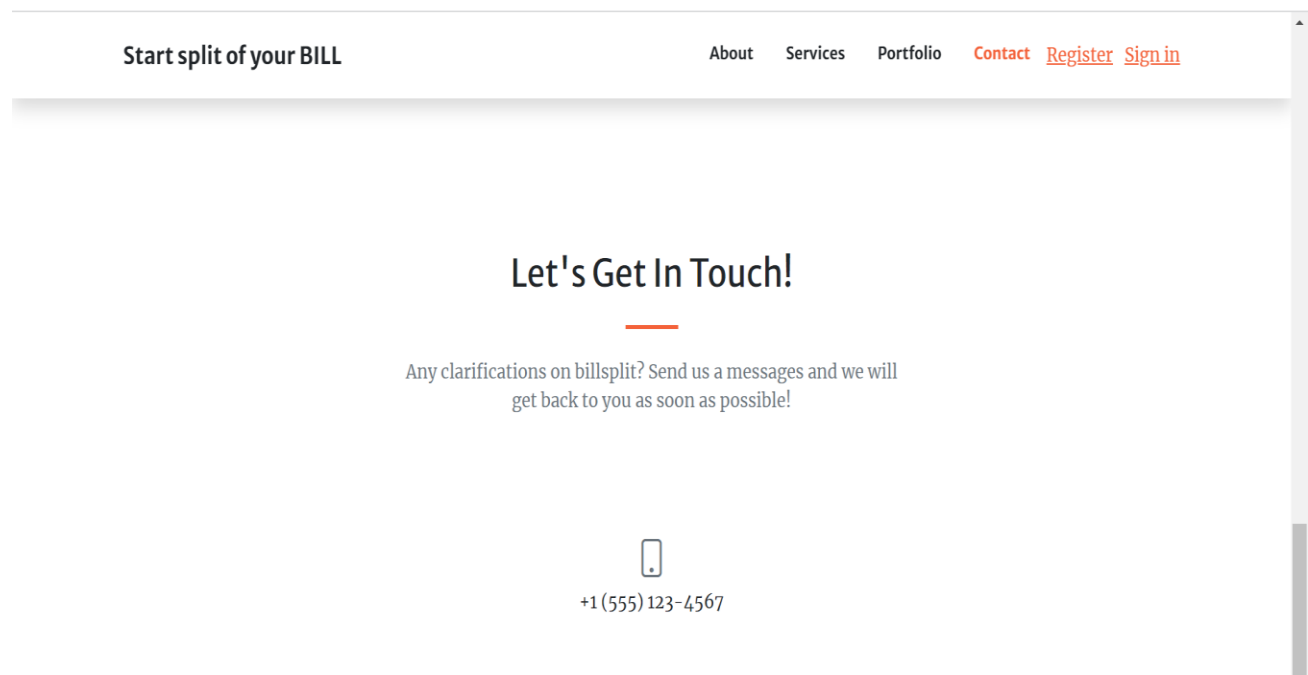 Start split of your BILL
About Services Portfolio Contact Register Sign in
Let's Get In Touch!
Any clarifications on billsplit? Send us a messages and we will
get back to you as soon as possible!
+1 (555) 123-4567